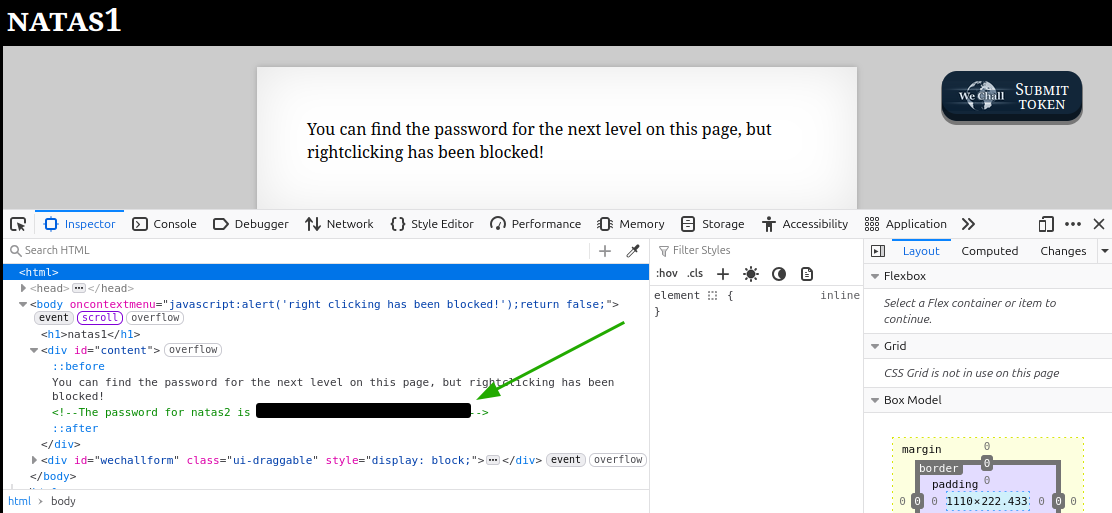 NATAS1
We Chall
SUBMIT
TOKEN
You can find the password for the next level on this page, but
rightclicking has been blocked!
Inspector Console Debugger Network Style Editor Performance Memory Storage Accessibility Application
Search HTML
Filter Styles
Layout Computed Changes
:hov .cls
<html>
<head> </head>
<body oncontextmenu="javascript:alert('right clicking has been blocked!');return false;">
event scroll overflow
<h1>natas1</h1>
<div id="content"> overflow
::before
You can find the password for the next level on this page, but rightclicking has been
blocked!
<!--The password for natas2 is -->
::after
</div>
<div id="wechallform" class="ui-draggable" style="display: block;"> </div> event overflow
</body>
html > body
element { inline
}
Flexbox
Select a Flex container or item to
continue.
Grid
CSS Grid is not in use on this page
Box Model
margin 0
border 0
padding 0
0 0 0 1110×222.433 0 0 0